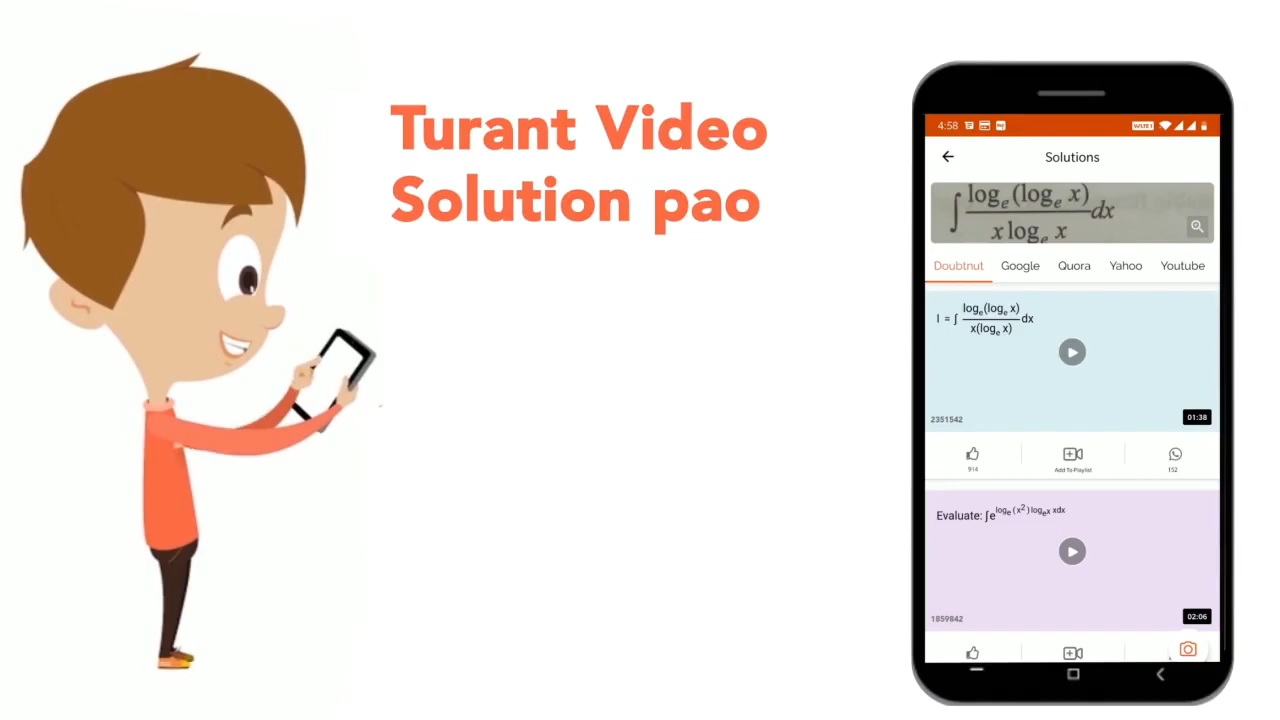 Turant Video
Solution pao
4:58
VoLTE1
Solutions
∫ logₑ(logₑ x) / x logₑ x dx
Doubtnut Google Quora Yahoo Youtube
I = ∫ logₑ(logₑ x) / x(logₑ x) dx
2351542 01:38
914 Add To Playlist 152
Evaluate: ∫e^logₑ(x²)logₑx xdx
1859842 02:06